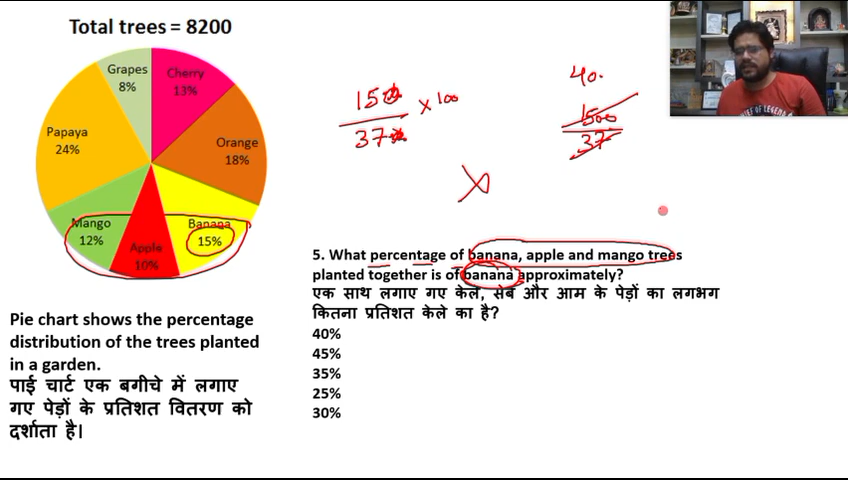 Total trees = 8200
Grapes
8%
Cherry
13%
Papaya
24%
Orange
18%
Mango
12%
Apple
10%
Banana
15%
Pie chart shows the percentage
distribution of the trees planted
in a garden.
पाई चार्ट एक बगीचे में लगाए
गए पेड़ों के प्रतिशत वितरण को
दर्शाता है।
15
37
x 100
40.
1500
37
5. What percentage of banana, apple and mango trees
planted together is of banana approximately?
एक साथ लगाए गए केले, सेब और आम के पेड़ों का लगभग
कितना प्रतिशत केले का है?
40%
45%
35%
25%
30%